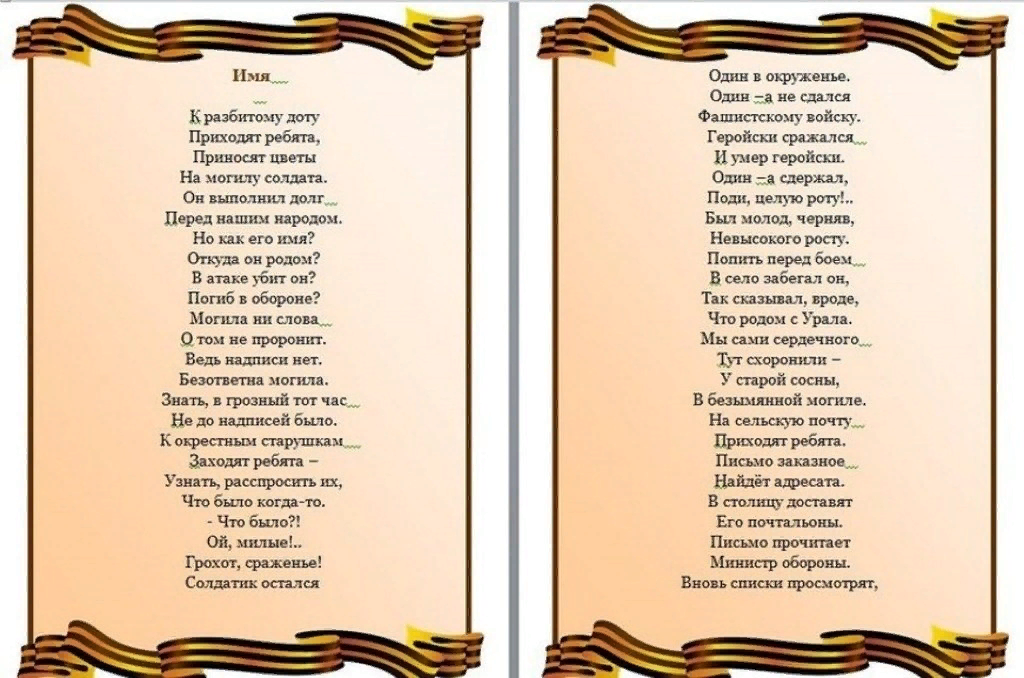 Имя
К разбитому доту
Приходят ребята,
Приносят цветы
На могилу солдата.
Он выполнил долг
Перед нашим народом.
Но как его имя?
Откуда он родом?
В атаке убит он?
Погиб в обороне?
Могила ни слова
О том не проронит.
Ведь надписи нет.
Безответна могила.
Знать, в грозный тот час
Не до надписей было.
К окрестным старушкам
Заходят ребята –
Узнать, расспросить их,
Что было когда-то.
- Что было?!
Ой, милые!..
Грохот, сраженье!
Солдатик остался
Один в окруженье.
Один –а не сдался
Фашистскому войску.
Геройски сражался
И умер геройски.
Один –а сдержал,
Поди, целую роту!..
Был молод, черняв,
Невысокого росту.
Попить перед боем
В село забегал он,
Так сказывал, вроде,
Что родом с Урала.
Мы сами сердечного
Тут схоронили –
У старой сосны,
В безымянной могиле.
На сельскую почту
Приходят ребята.
Письмо заказное
Найдёт адресата.
В столицу доставят
Его почтальоны.
Письмо прочитает
Министр обороны.
Вновь списки просмотрят,